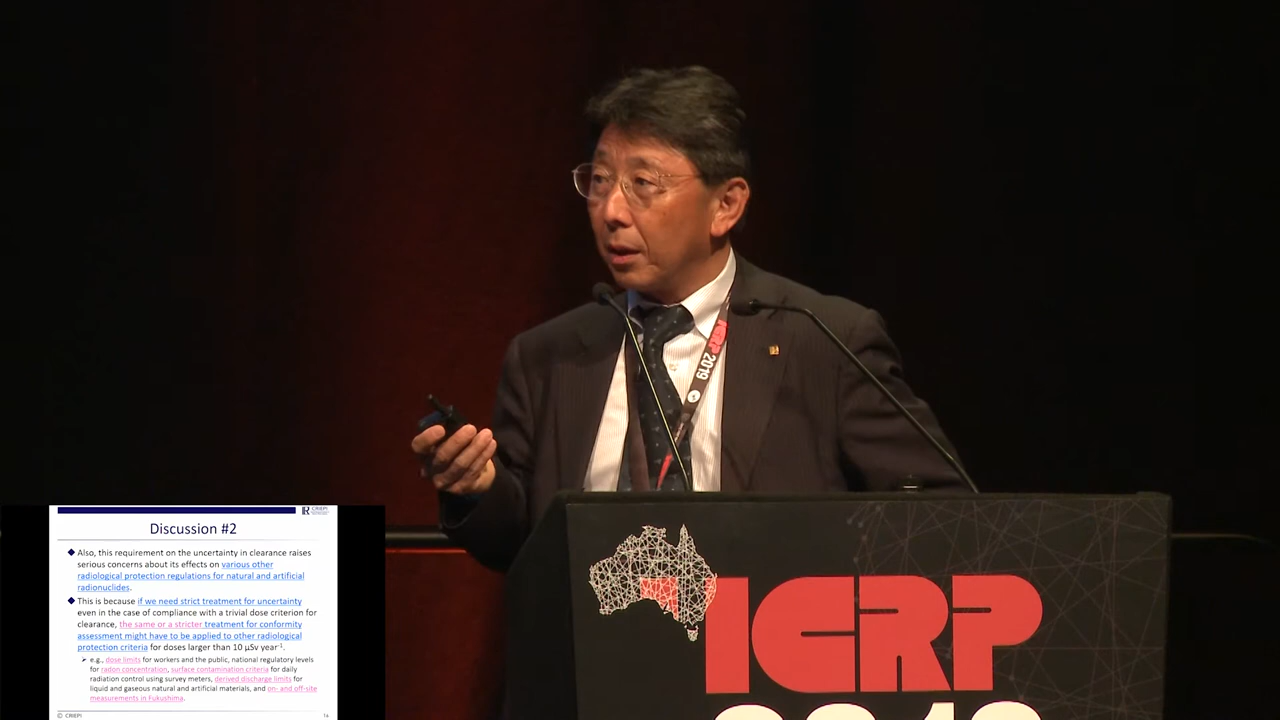 ICRP 2019
CRIEPI
Discussion #2
Also, this requirement on the uncertainty in clearance raises
serious concerns about its effects on various other
radiological protection regulations for natural and artificial
radionuclides.
This is because if we need strict treatment for uncertainty
even in the case of compliance with a trivial dose criterion for
clearance, the same or a stricter treatment for conformity
assessment might have to be applied to other radiological
protection criteria for doses larger than 10 μSv year-1.
e.g., dose limits for workers and the public, national regulatory levels
for radon concentration, surface contamination criteria for daily
radiation control using survey meters, derived discharge limits for
liquid and gaseous natural and artificial materials, and on- and off-site
measurements in Fukushima.
© CRIEPI
14
ICRP
2019